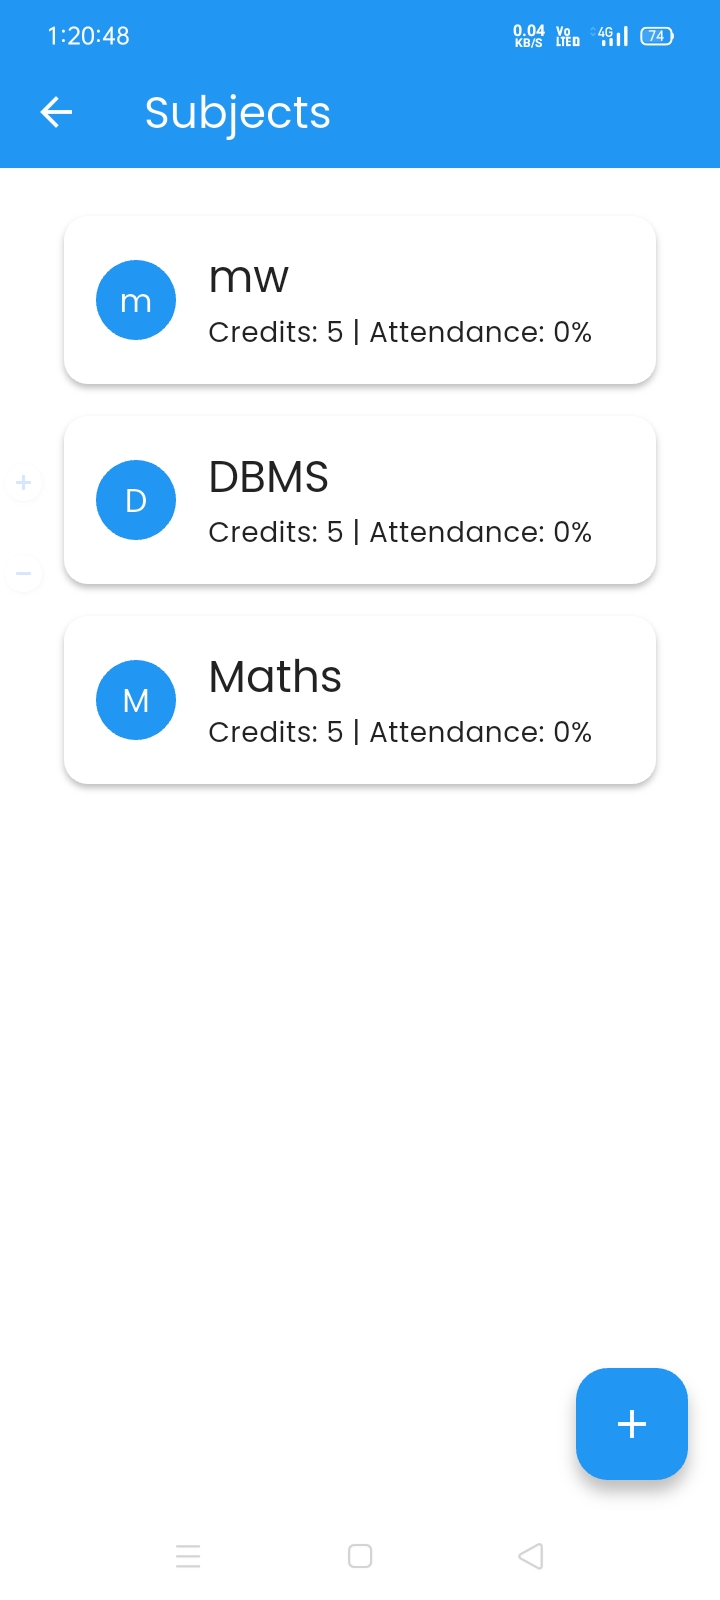 1:20:48
0.04
KB/S
Vo
LTE
4G
74
Subjects
m
mw
Credits: 5 | Attendance: 0%
D
DBMS
Credits: 5 | Attendance: 0%
M
Maths
Credits: 5 | Attendance: 0%